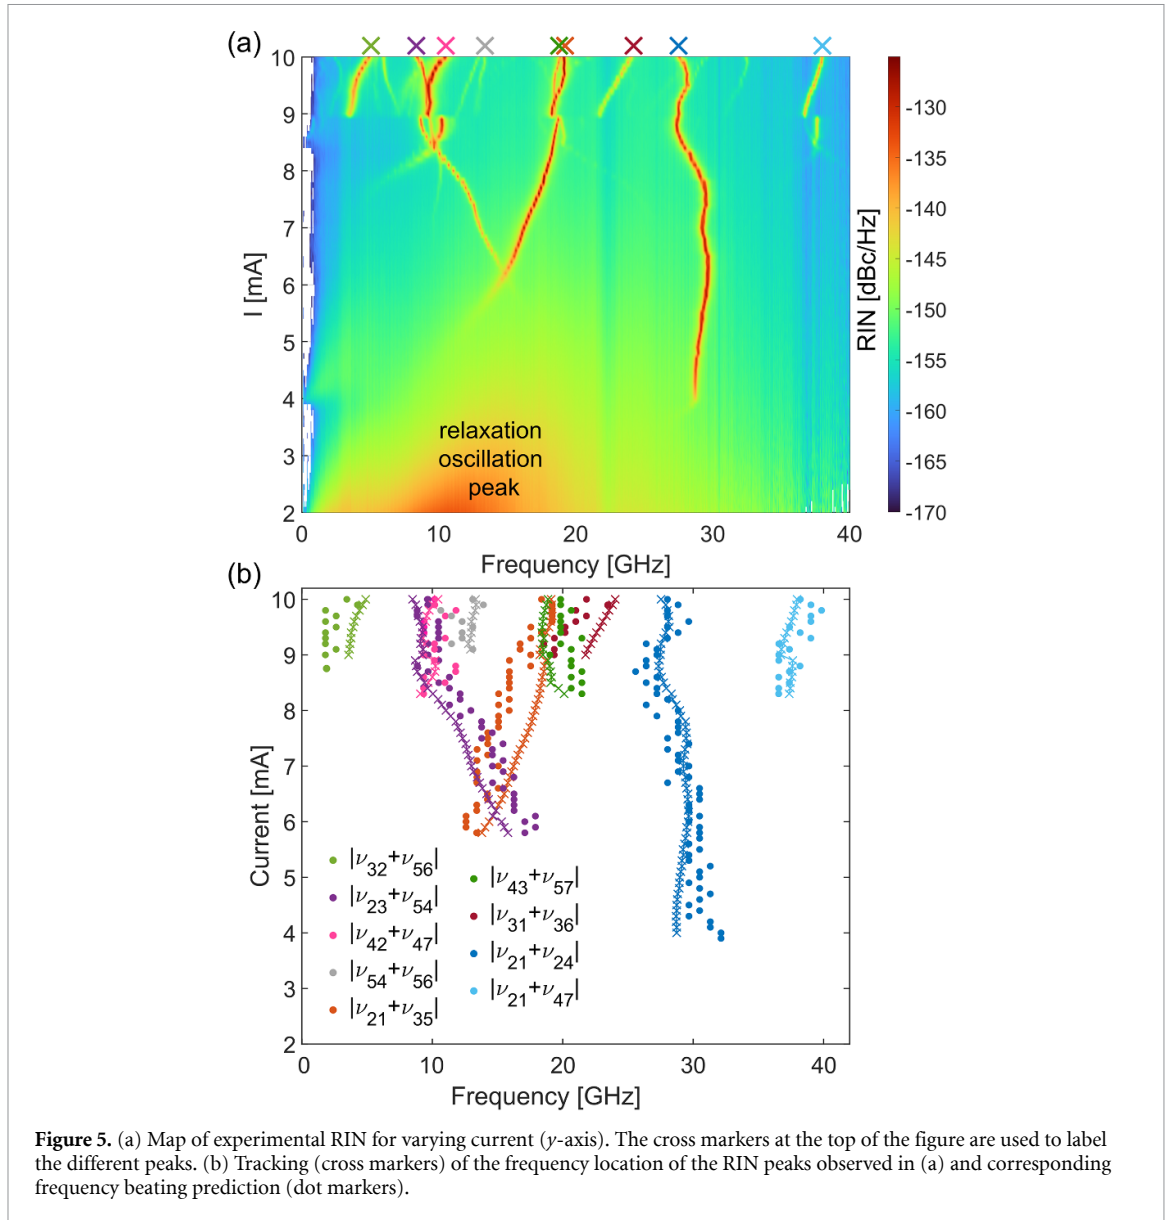 (a)
10
9
8
7
6
5
4
3
2
I [mA]
relaxation
oscillation
peak
0 10 20 30 40
Frequency [GHz]
-130
-135
-140
-145
-150
-155
-160
-165
-170
RIN [dBc/Hz]
(b)
10
9
8
7
6
5
4
3
2
Current [mA]
|ν32+ν56|
|ν23+ν54|
|ν42+ν47|
|ν54+ν56|
|ν21+ν35|
|ν43+ν57|
|ν31+ν36|
|ν21+ν24|
|ν21+ν47|
0 10 20 30 40
Frequency [GHz]
Figure 5. (a) Map of experimental RIN for varying current (y-axis). The cross markers at the top of the figure are used to label
the different peaks. (b) Tracking (cross markers) of the frequency location of the RIN peaks observed in (a) and corresponding
frequency beating prediction (dot markers).